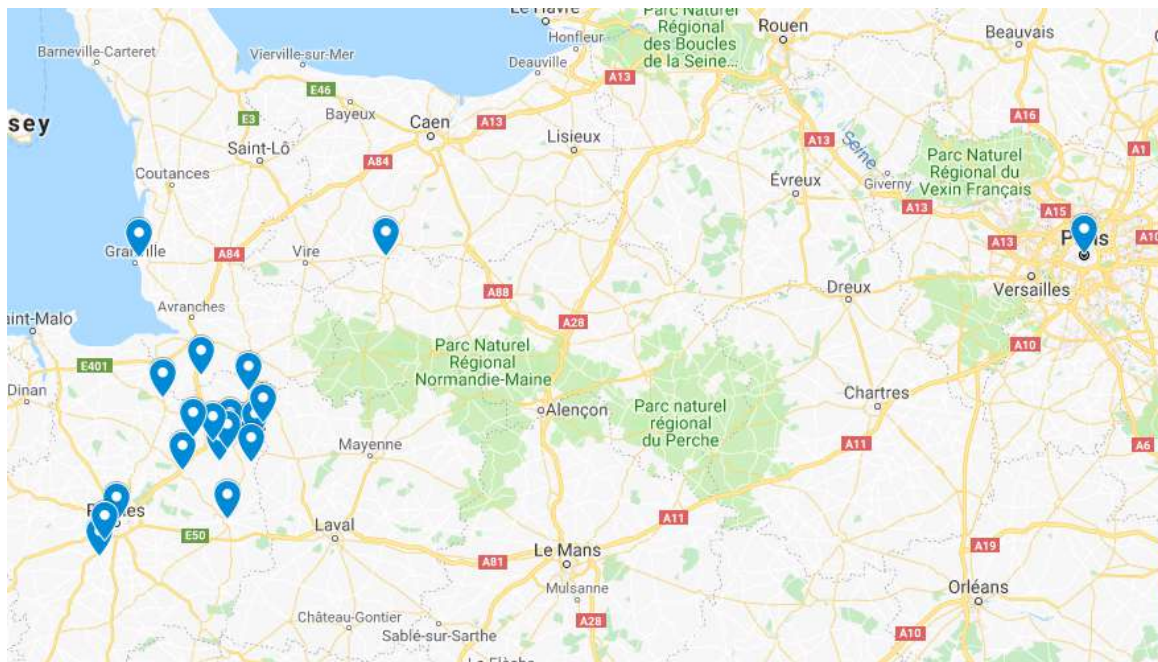 Le Havre
Parc Naturel
Régional
des Boucles
de la Seine...
Rouen
Beauvais
Barneville-Carteret
Vierville-sur-Mer
Honfleur
Deauville
A13
A16
E46
Bayeux
Caen
A13
E3
sey
Saint-Lô
Lisieux
A13
Seine
A1
A84
Parc Naturel
Régional du
Vexin Français
Coutances
Évreux
Giverny
A13
A15
A13
A10
Paris
A84
Vire
Versailles
A88
Dreux
Avranches
A28
A10
E401
Parc Naturel
Régional
Normandie-Maine
Dinan
Chartres
Alençon
Parc naturel
régional
du Perche
Mayenne
A11
A6
E50
Laval
A11
A81
Le Mans
A19
Mulsanne
Orléans
Château-Gontier
Sablé-sur-Sarthe
A28
A10